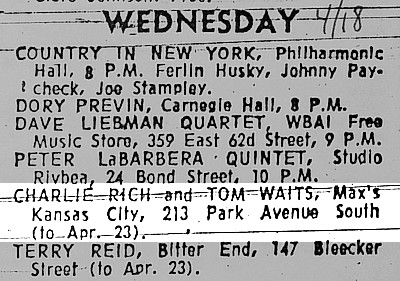 WEDNESDAY 4/18
COUNTRY IN NEW YORK, Philharmonic
Hall, 8 P.M. Ferlin Husky, Johnny Pay-
check, Joe Stampley.
DORY PREVIN, Carnegie Hall, 8 P.M.
DAVE LIEBMAN QUARTET, WBAI Free
Music Store, 359 East 62d Street, 9 P.M.
PETER LaBARBERA QUINTET, Studio
Rivbea, 24 Bond Street, 10 P.M.
CHARLIE RICH and TOM WAITS, Max's
Kansas City, 213 Park Avenue South
(to Apr. 23).
TERRY REID, Bitter End, 147 Bleecker
Street (to Apr. 23).